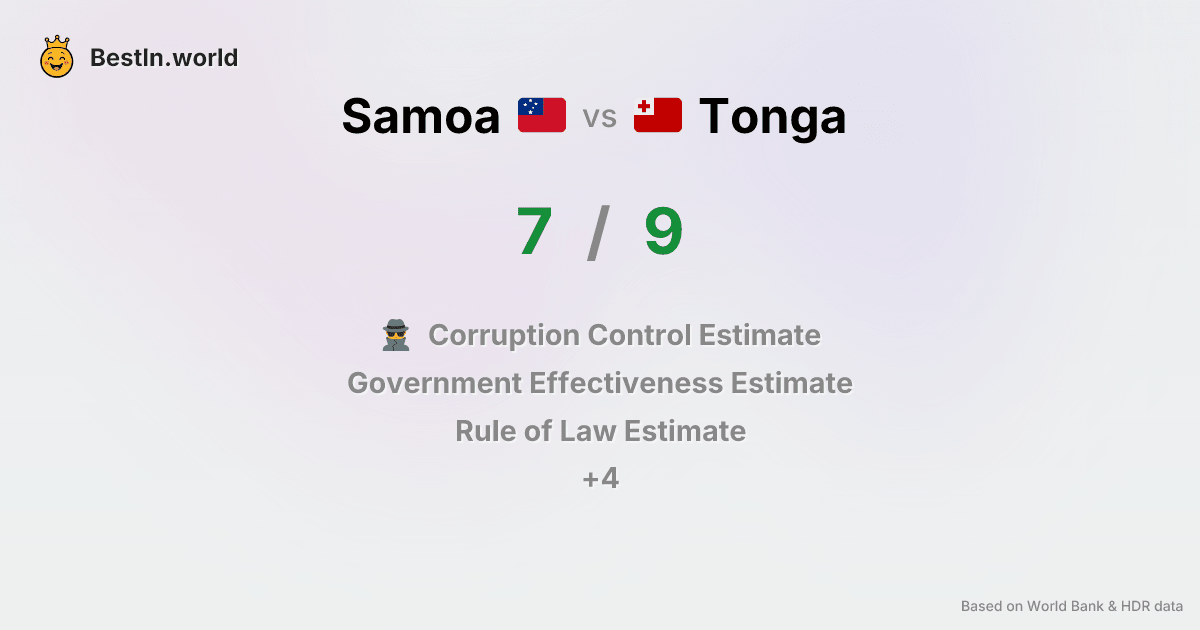 BestIn.world
Samoa vs Tonga
7 / 9
Corruption Control Estimate
Government Effectiveness Estimate
Rule of Law Estimate
+4
Based on World Bank & HDR data